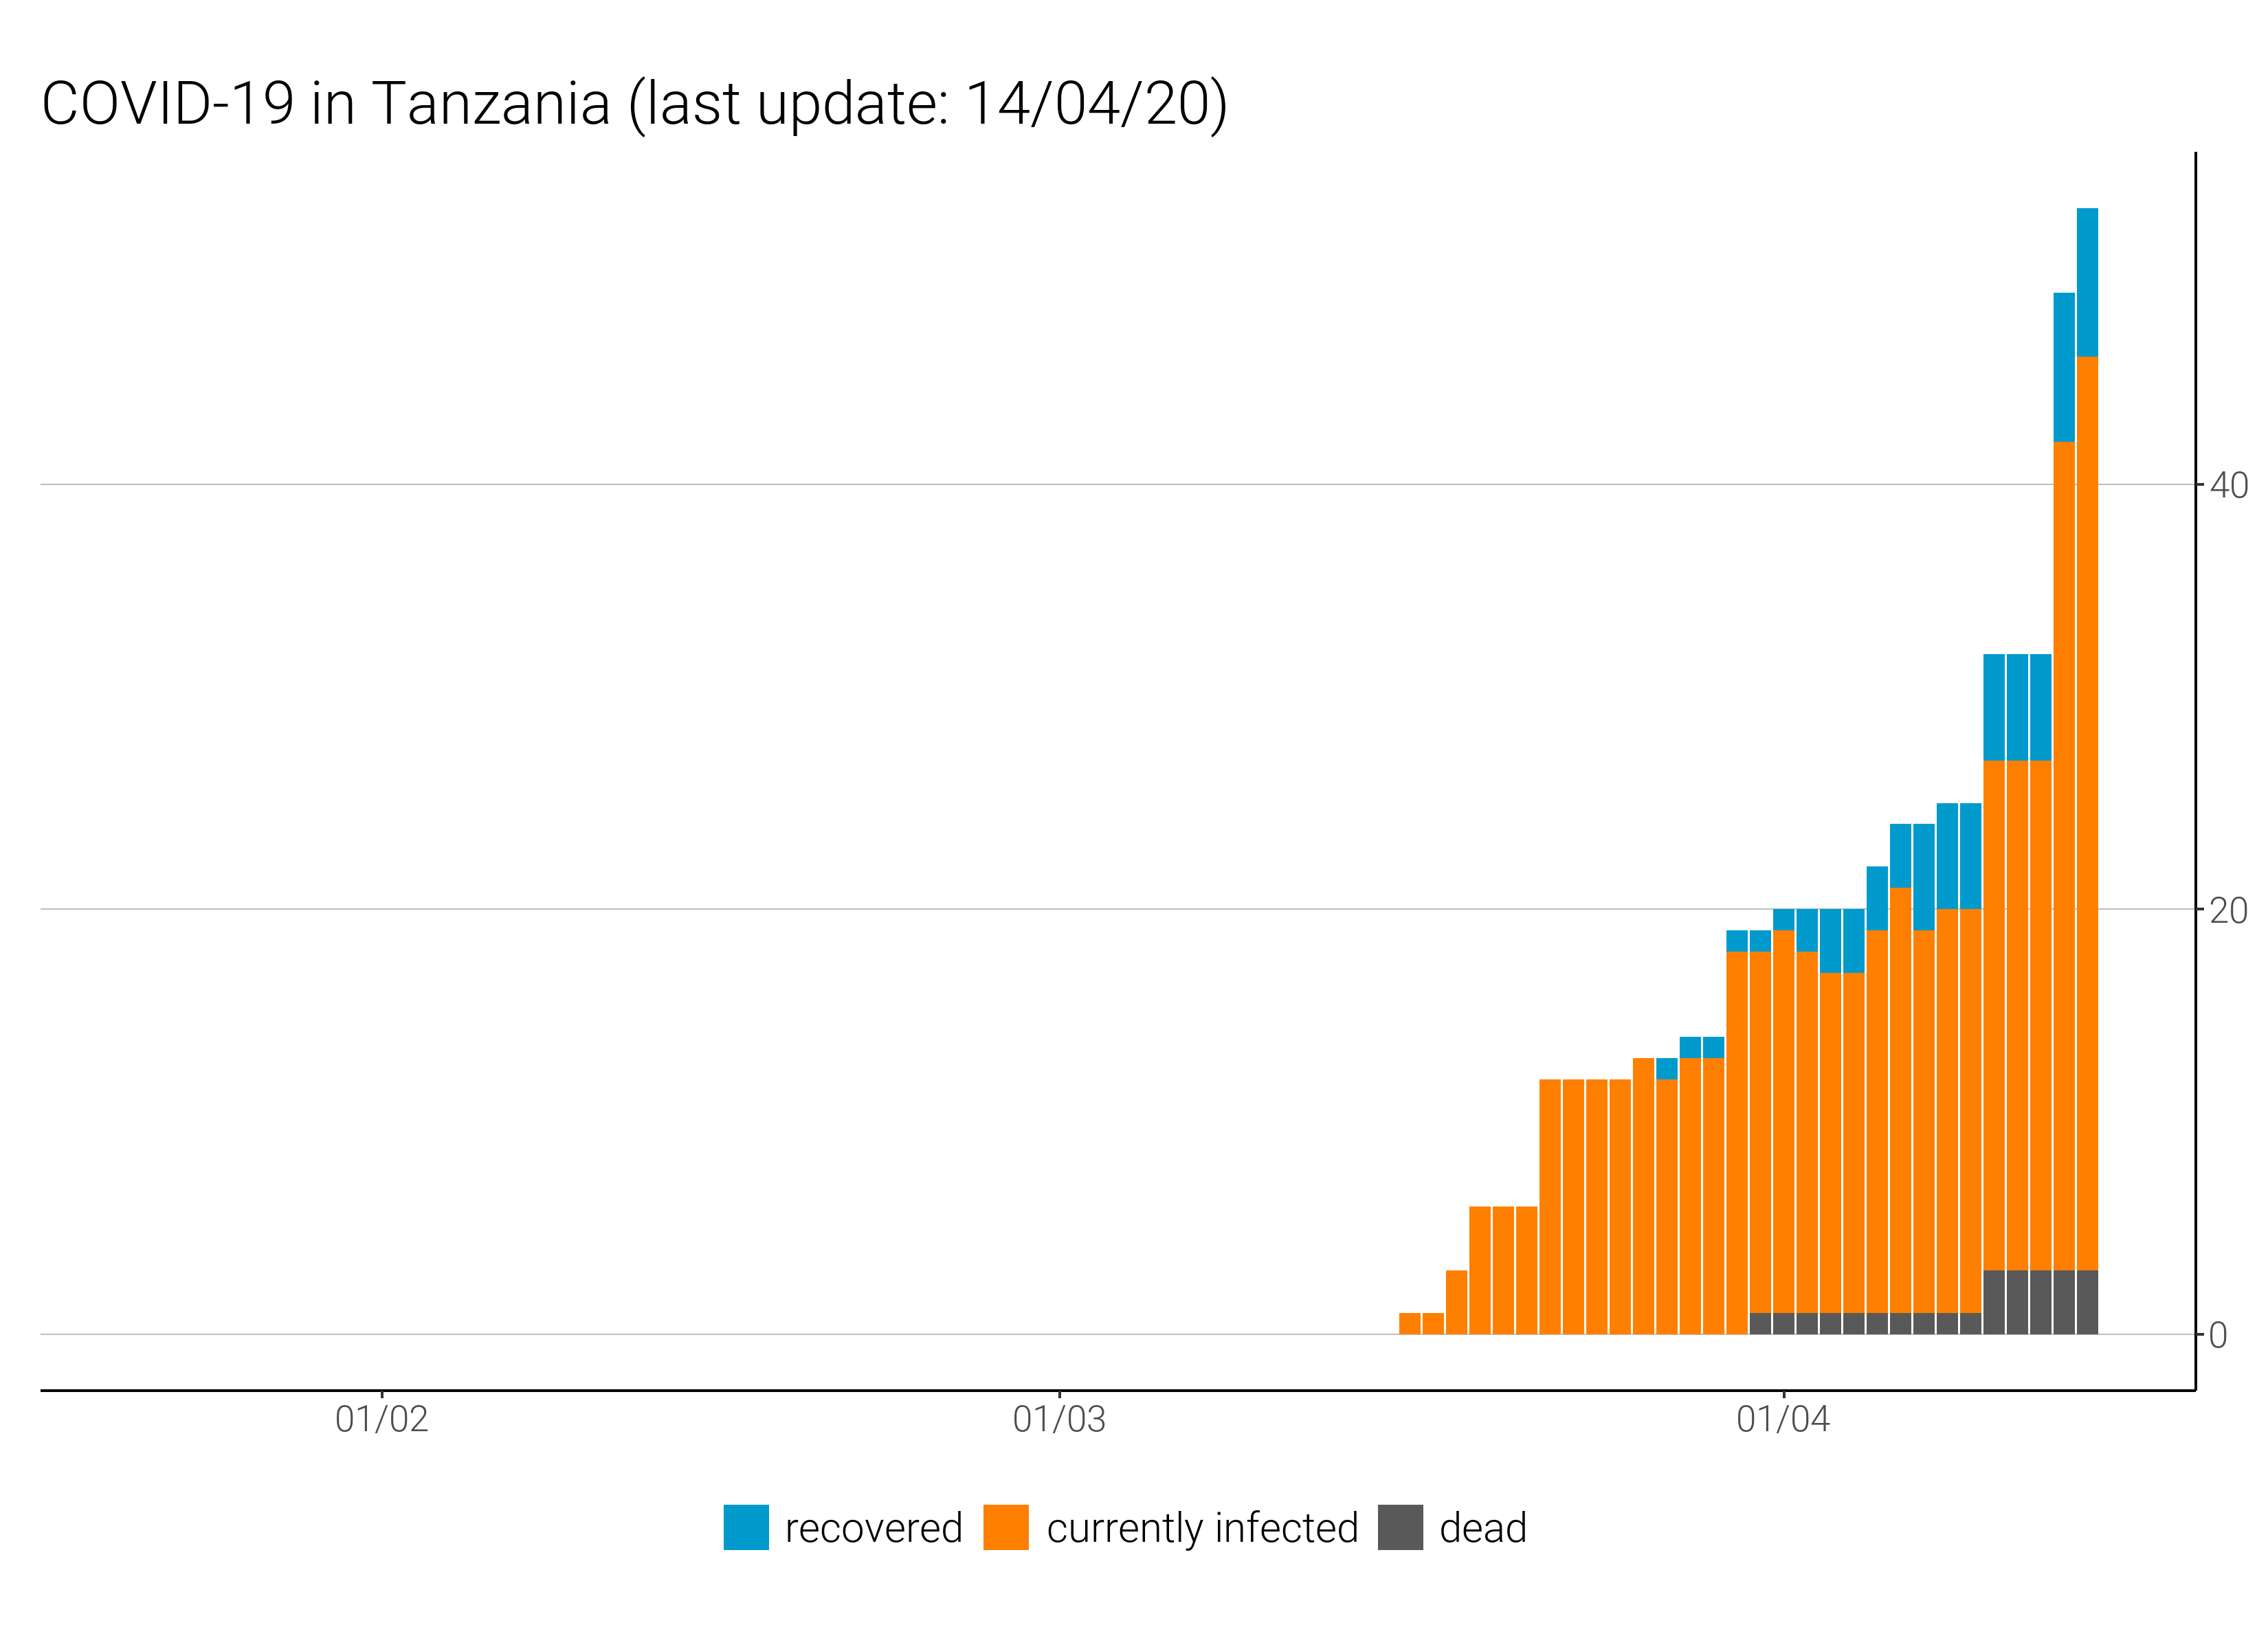 COVID-19 in Tanzania (last update: 14/04/20)
40
20
0
01/02 01/03 01/04
recovered currently infected dead